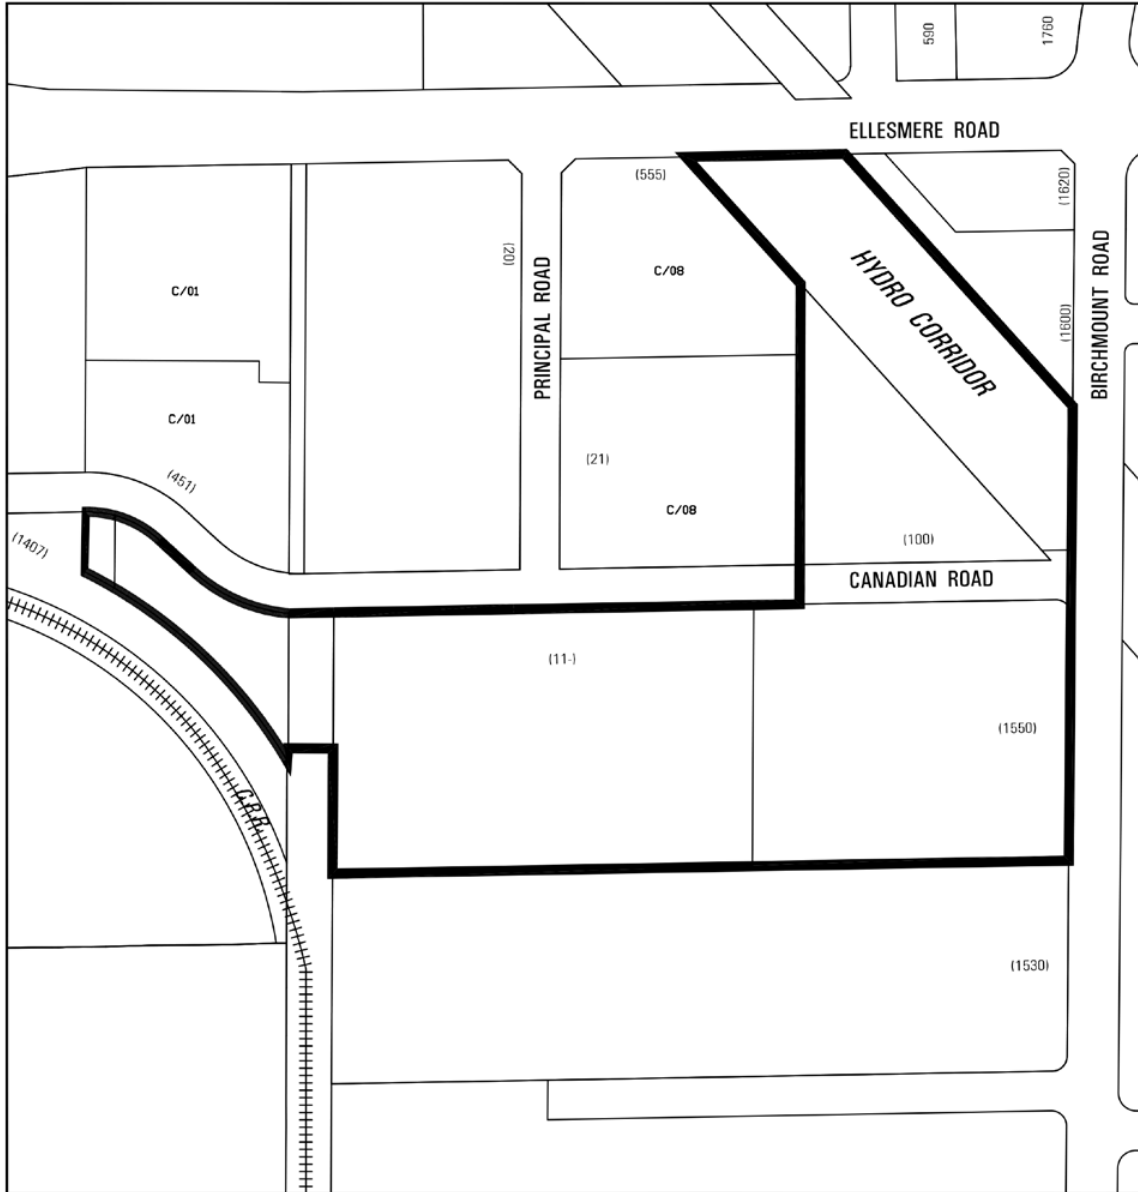 590
1760
ELLESMERE ROAD
(555)
(1620)
(20)
C/08
HYDRO CORRIDOR
BIRCHMOUNT ROAD
C/01
PRINCIPAL ROAD
(1600)
C/01
(451)
(21)
C/08
(1407)
(100)
CANADIAN ROAD
(11-)
(1550)
GRR
(1530)